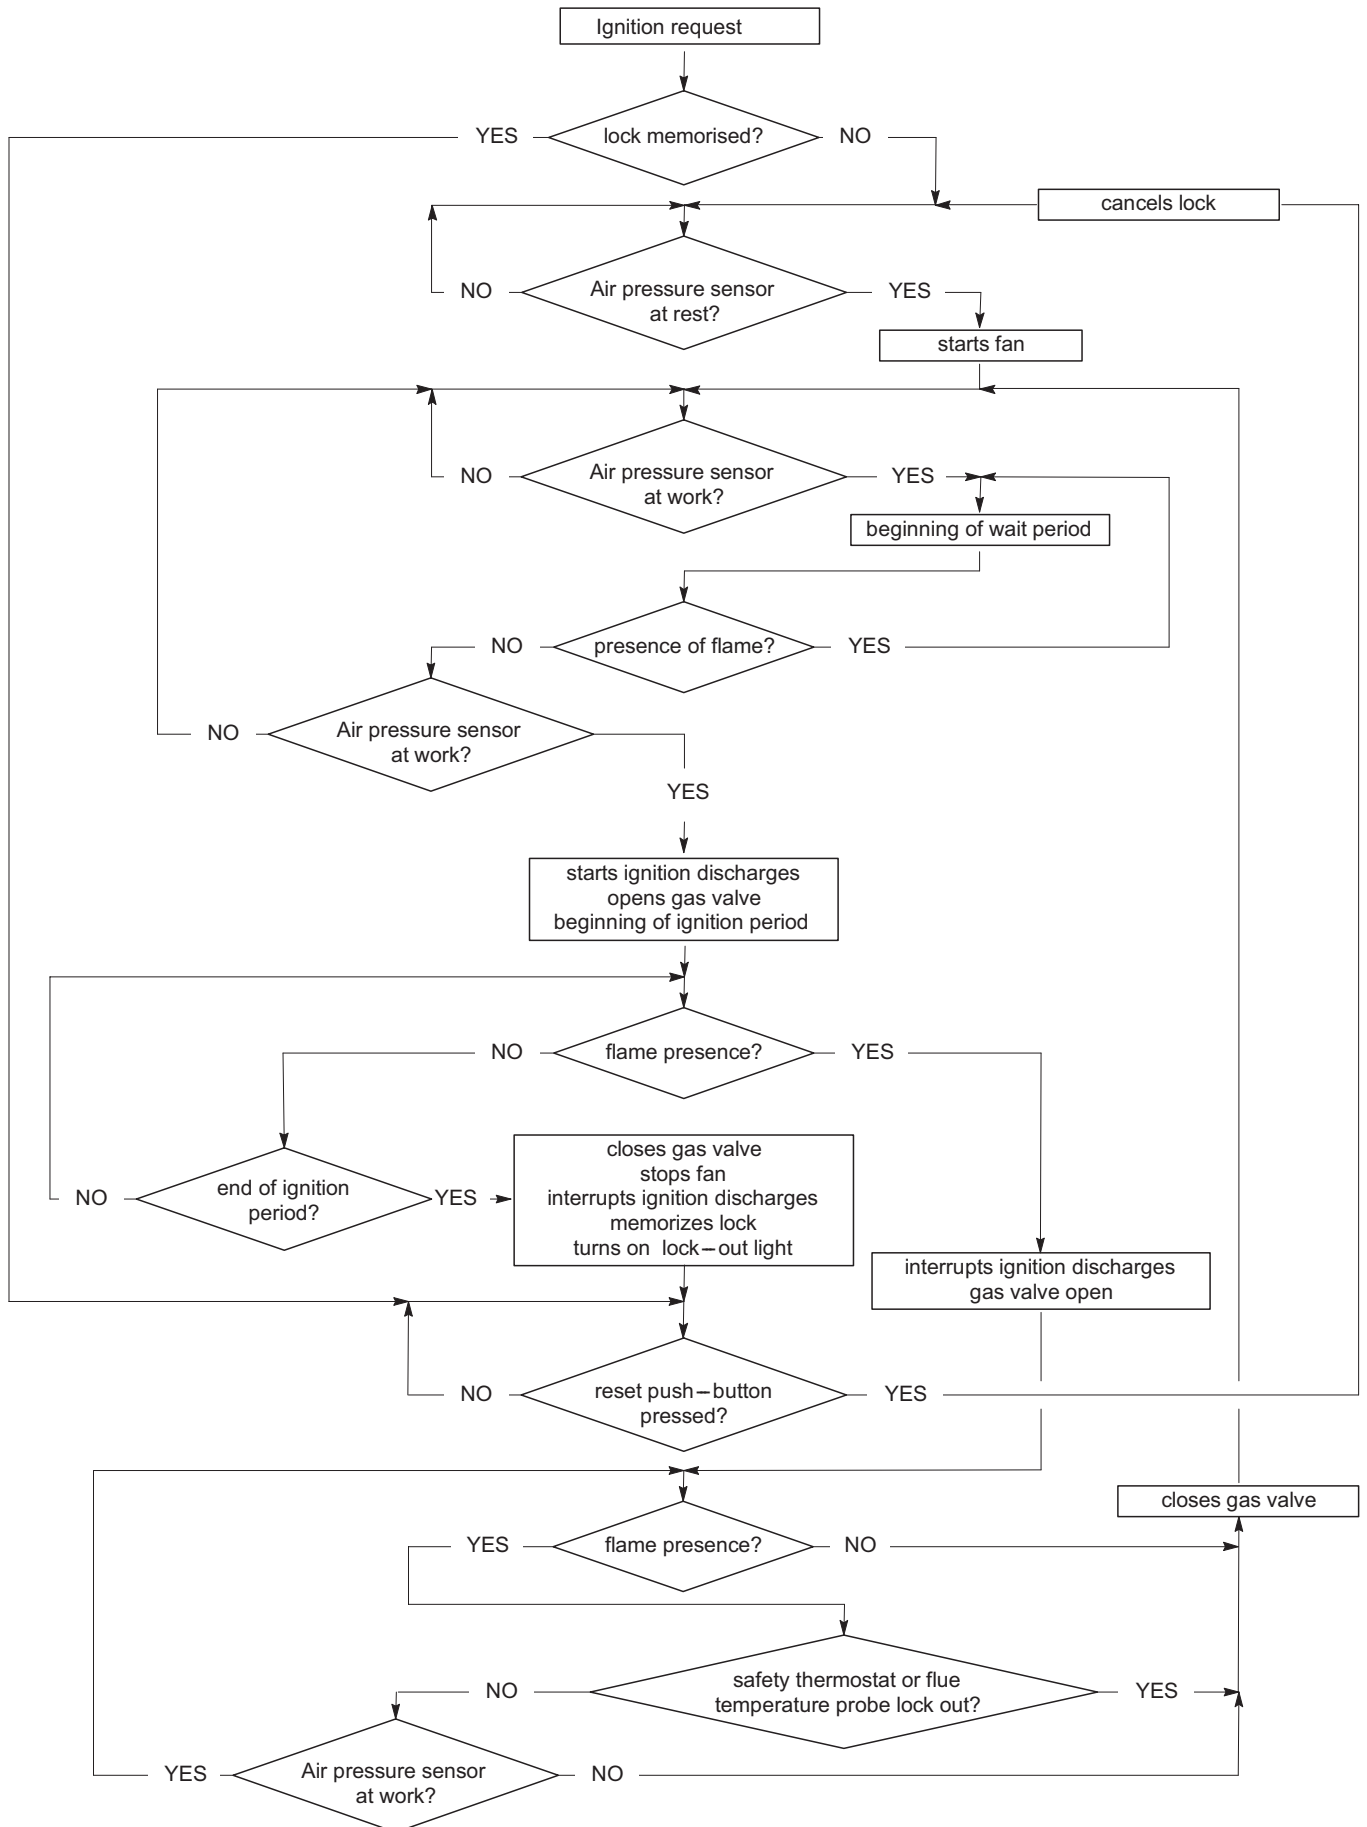 Ignition request
YES
lock memorised?
NO
cancels lock
NO
Air pressure sensor
at rest?
YES
starts fan
NO
Air pressure sensor
at work?
YES
beginning of wait period
NO
presence of flame?
YES
NO
Air pressure sensor
at work?
YES
starts ignition discharges
opens gas valve
beginning of ignition period
NO
flame presence?
YES
NO
end of ignition
period?
YES
closes gas valve
stops fan
interrupts ignition discharges
memorizes lock
turns on lock–out light
interrupts ignition discharges
gas valve open
NO
reset push–button
pressed?
YES
closes gas valve
YES
flame presence?
NO
NO
safety thermostat or flue
temperature probe lock out?
YES
YES
Air pressure sensor
at work?
NO